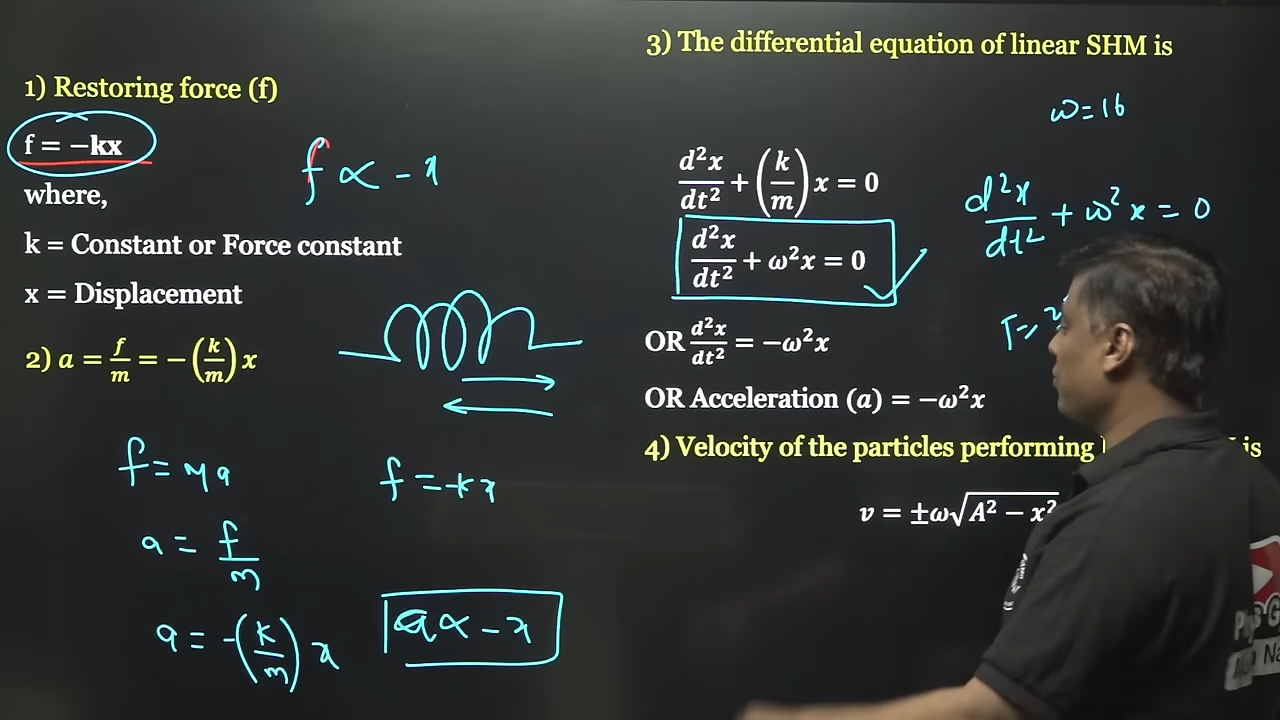 1) Restoring force (f)
f = −kx
f ∝ - x
where,
k = Constant or Force constant
x = Displacement
2) a = f/m = −(k/m)x
f = ma
f = -kx
a = f/m
a = -(k/m) x
a ∝ - x
3) The differential equation of linear SHM is
ω = 16
d²x/dt² + (k/m)x = 0
d²x/dt² + ω²x = 0
d²x/dt² + ω²x = 0
OR d²x/dt² = −ω²x
OR Acceleration (a) = −ω²x
4) Velocity of the particles performing is
v = ±ω√(A² − x²)